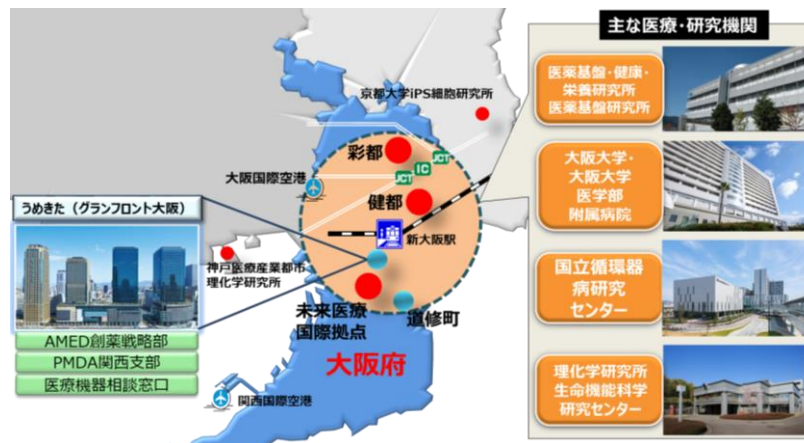 主な医療・研究機関
京都大学iPS細胞研究所
医薬基盤・健康・
栄養研究所
医薬基盤研究所
彩都
JCT
IC
JCT
大阪国際空港
健都
大阪大学・
大阪大学
医学部
附属病院
うめきた（グランフロント大阪）
新大阪駅
神戸医療産業都市
理化学研究所
国立循環器
病研究
センター
未来医療
国際拠点
道修町
大阪府
AMED創薬戦略部
PMDA関西支部
医療機器相談窓口
関西国際空港
理化学研究所
生命機能科学
研究センター